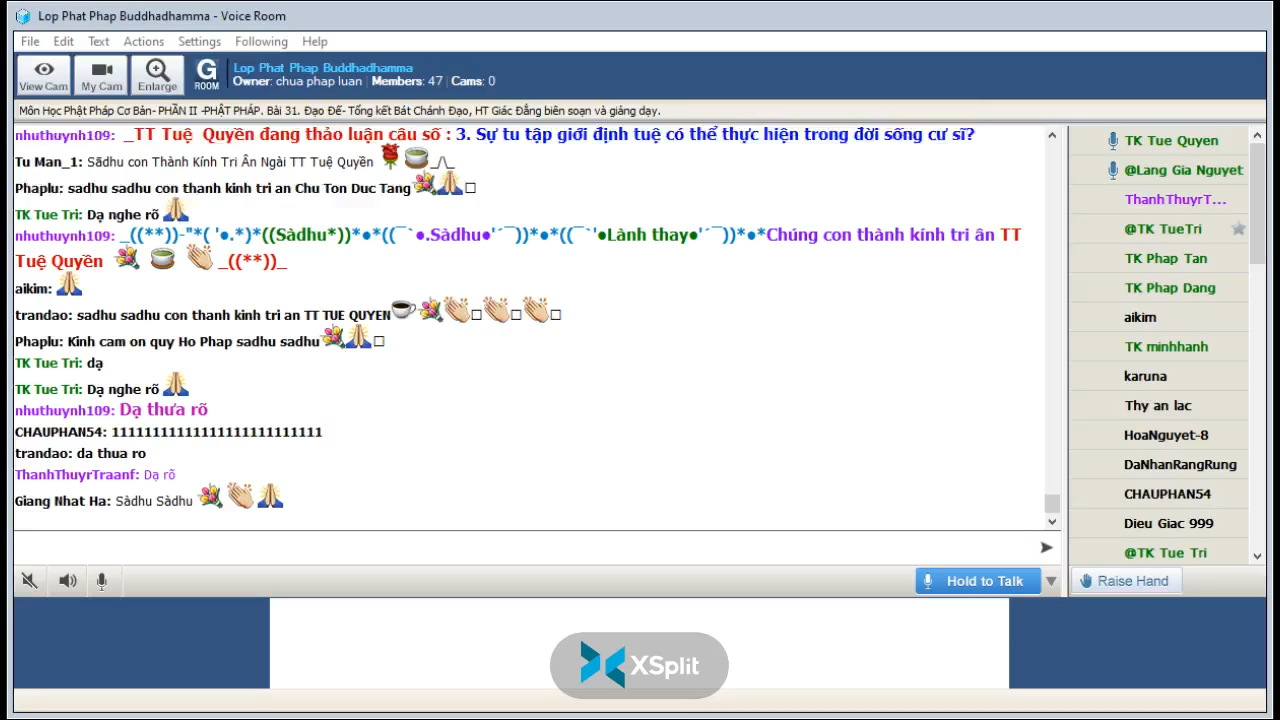 Lop Phat Phap Buddhadhamma - Voice Room
File Edit Text Actions Settings Following Help
View Cam My Cam Enlarge G ROOM
Lop Phat Phap Buddhadhamma
Owner: chua phap luan Members: 47 Cams: 0
Môn Học Phật Pháp Cơ Bản- PHẦN II -PHẬT PHÁP. Bài 31. Đạo Đế- Tổng kết Bát Chánh Đạo, HT Giác Đẳng biên soạn và giảng dạy.
nhuthuynh109: _TT Tuệ Quyền đang thảo luận câu số : 3. Sự tu tập giới định tuệ có thể thực hiện trong đời sống cư sĩ?
Tu Man_1: Sādhu con Thành Kính Tri Ân Ngài TT Tuệ Quyền 🌹🍵_/\_
Phaplu: sadhu sadhu con thanh kinh tri an Chu Ton Duc Tang 💐🙏□
TK Tue Tri: Dạ nghe rõ 🙏
nhuthuynh109: _((**))-"*( '●.*)*((Sàdhu*))*●*((¯`●.Sàdhu●'´¯))*●*((¯`'●Lành thay●'´¯))*●*Chúng con thành kính tri ân TT
Tuệ Quyền 💐 🍵 👏 _((**))_
aikim: 🙏
trandao: sadhu sadhu con thanh kinh tri an TT TUE QUYEN☕💐👏□👏□👏□
Phaplu: Kinh cam on quy Ho Phap sadhu sadhu💐🙏□
TK Tue Tri: dạ
TK Tue Tri: Dạ nghe rõ 🙏
nhuthuynh109: Dạ thưa rõ
CHAUPHAN54: 11111111111111111111111111
trandao: da thua ro
ThanhThuyrTraanf: Dạ rõ
Giang Nhat Ha: Sàdhu Sàdhu 💐 👏 🙏
Hold to Talk
TK Tue Quyen
@Lang Gia Nguyet
ThanhThuyrT...
@TK TueTri
TK Phap Tan
TK Phap Dang
aikim
TK minhhanh
karuna
Thy an lac
HoaNguyet-8
DaNhanRangRung
CHAUPHAN54
Dieu Giac 999
@TK Tue Tri
Raise Hand
XSplit